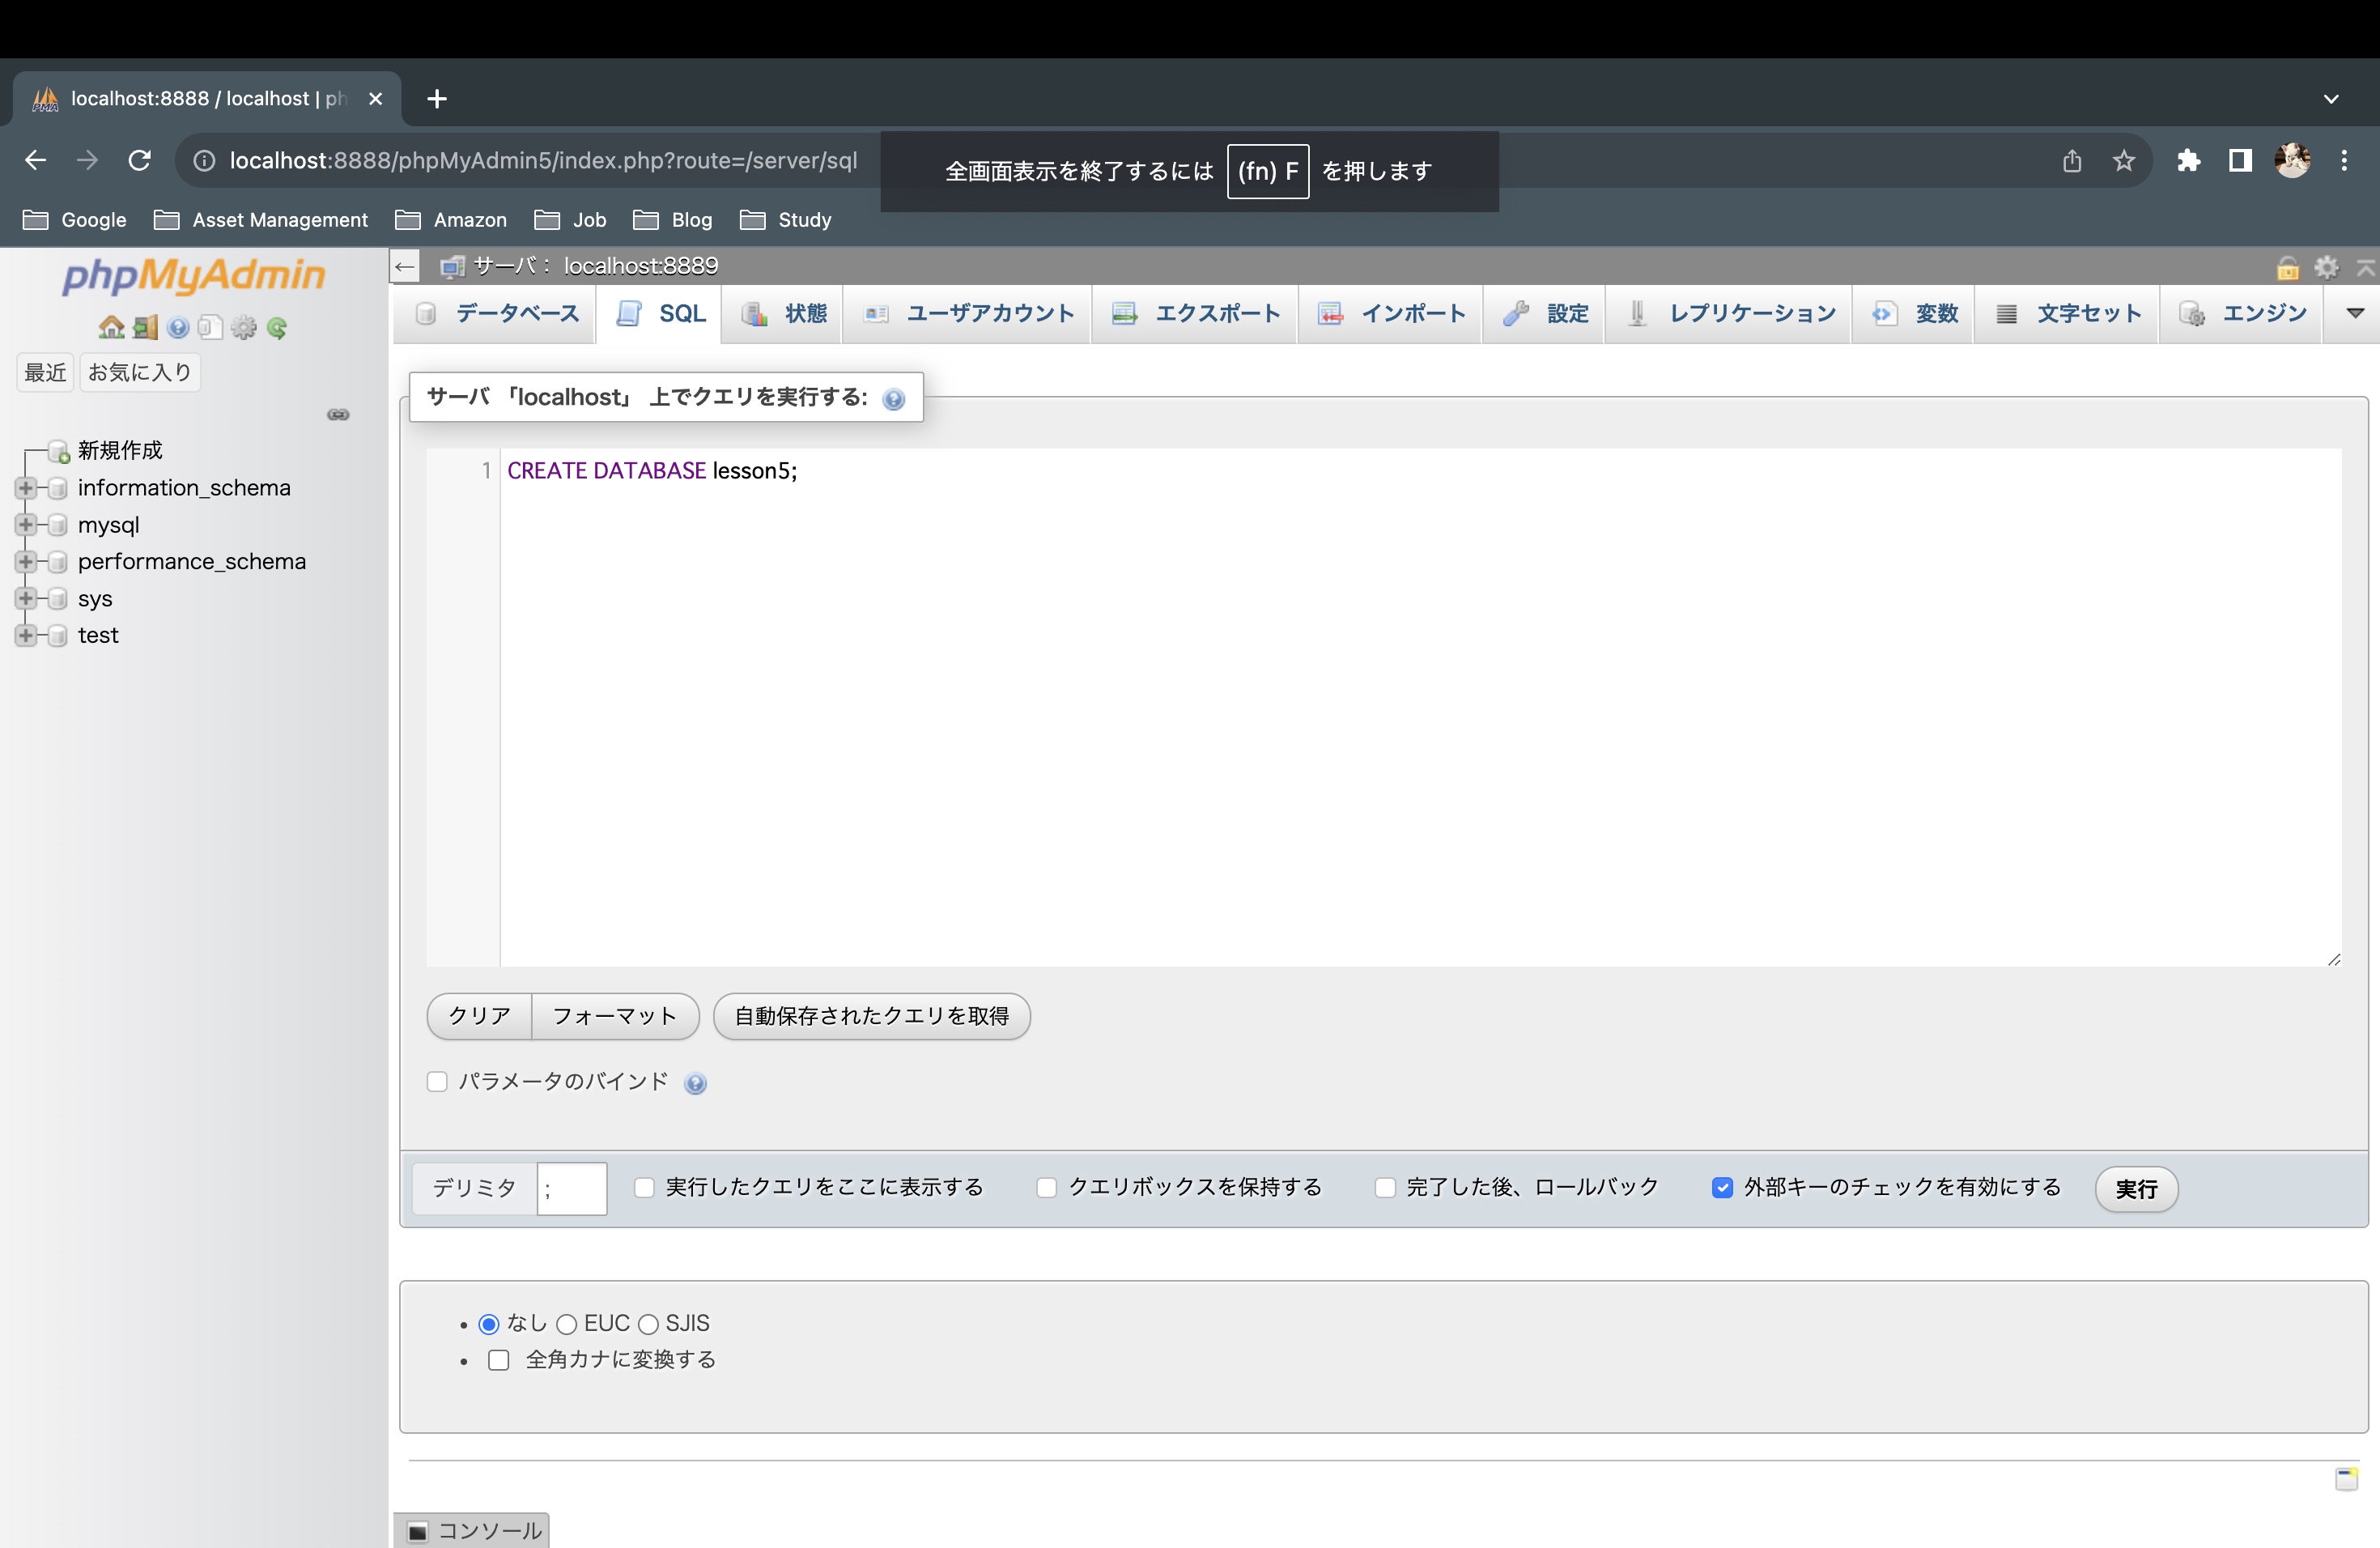 localhost:8888 / localhost | ph
localhost:8888/phpMyAdmin5/index.php?route=/server/sql
全画面表示を終了するには (fn) F を押します
Google Asset Management Amazon Job Blog Study
phpMyAdmin
最近 お気に入り
新規作成
information_schema
mysql
performance_schema
sys
test
サーバ: localhost:8889
データベース SQL 状態 ユーザアカウント エクスポート インポート 設定 レプリケーション 変数 文字セット エンジン
サーバ 「localhost」 上でクエリを実行する:
1 CREATE DATABASE lesson5;
クリア フォーマット 自動保存されたクエリを取得
パラメータのバインド
デリミタ ; 実行したクエリをここに表示する クエリボックスを保持する 完了した後、ロールバック 外部キーのチェックを有効にする 実行
なし EUC SJIS
全角カナに変換する
コンソール